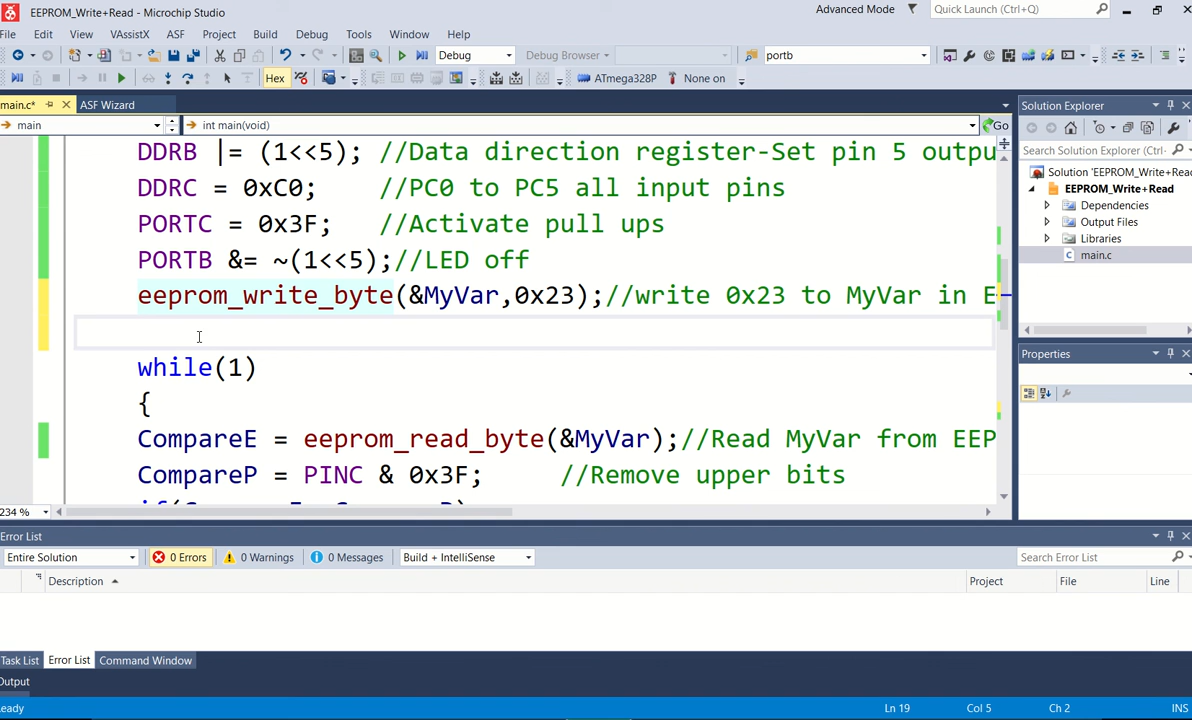 EEPROM_Write+Read - Microchip Studio
Advanced Mode
Quick Launch (Ctrl+Q)
File Edit View VAssistX ASF Project Build Debug Tools Window Help
Debug
Debug Browser
portb
Hex
ATmega328P
None on
main.c*
ASF Wizard
main
int main(void)
Go
DDRB |= (1<<5); //Data direction register-Set pin 5 outpu
DDRC = 0xC0; //PC0 to PC5 all input pins
PORTC = 0x3F; //Activate pull ups
PORTB &= ~(1<<5);//LED off
eeprom_write_byte(&MyVar,0x23);//write 0x23 to MyVar in E
while(1)
{
CompareE = eeprom_read_byte(&MyVar);//Read MyVar from EEP
CompareP = PINC & 0x3F; //Remove upper bits
234 %
Solution Explorer
Search Solution Explorer (Ctrl-
Solution 'EEPROM_Write+Read
EEPROM_Write+Read
Dependencies
Output Files
Libraries
main.c
Properties
Error List
Entire Solution
0 Errors
0 Warnings
0 Messages
Build + IntelliSense
Search Error List
Description
Project
File
Line
Task List
Error List
Command Window
Output
eady
Ln 19
Col 5
Ch 2
INS